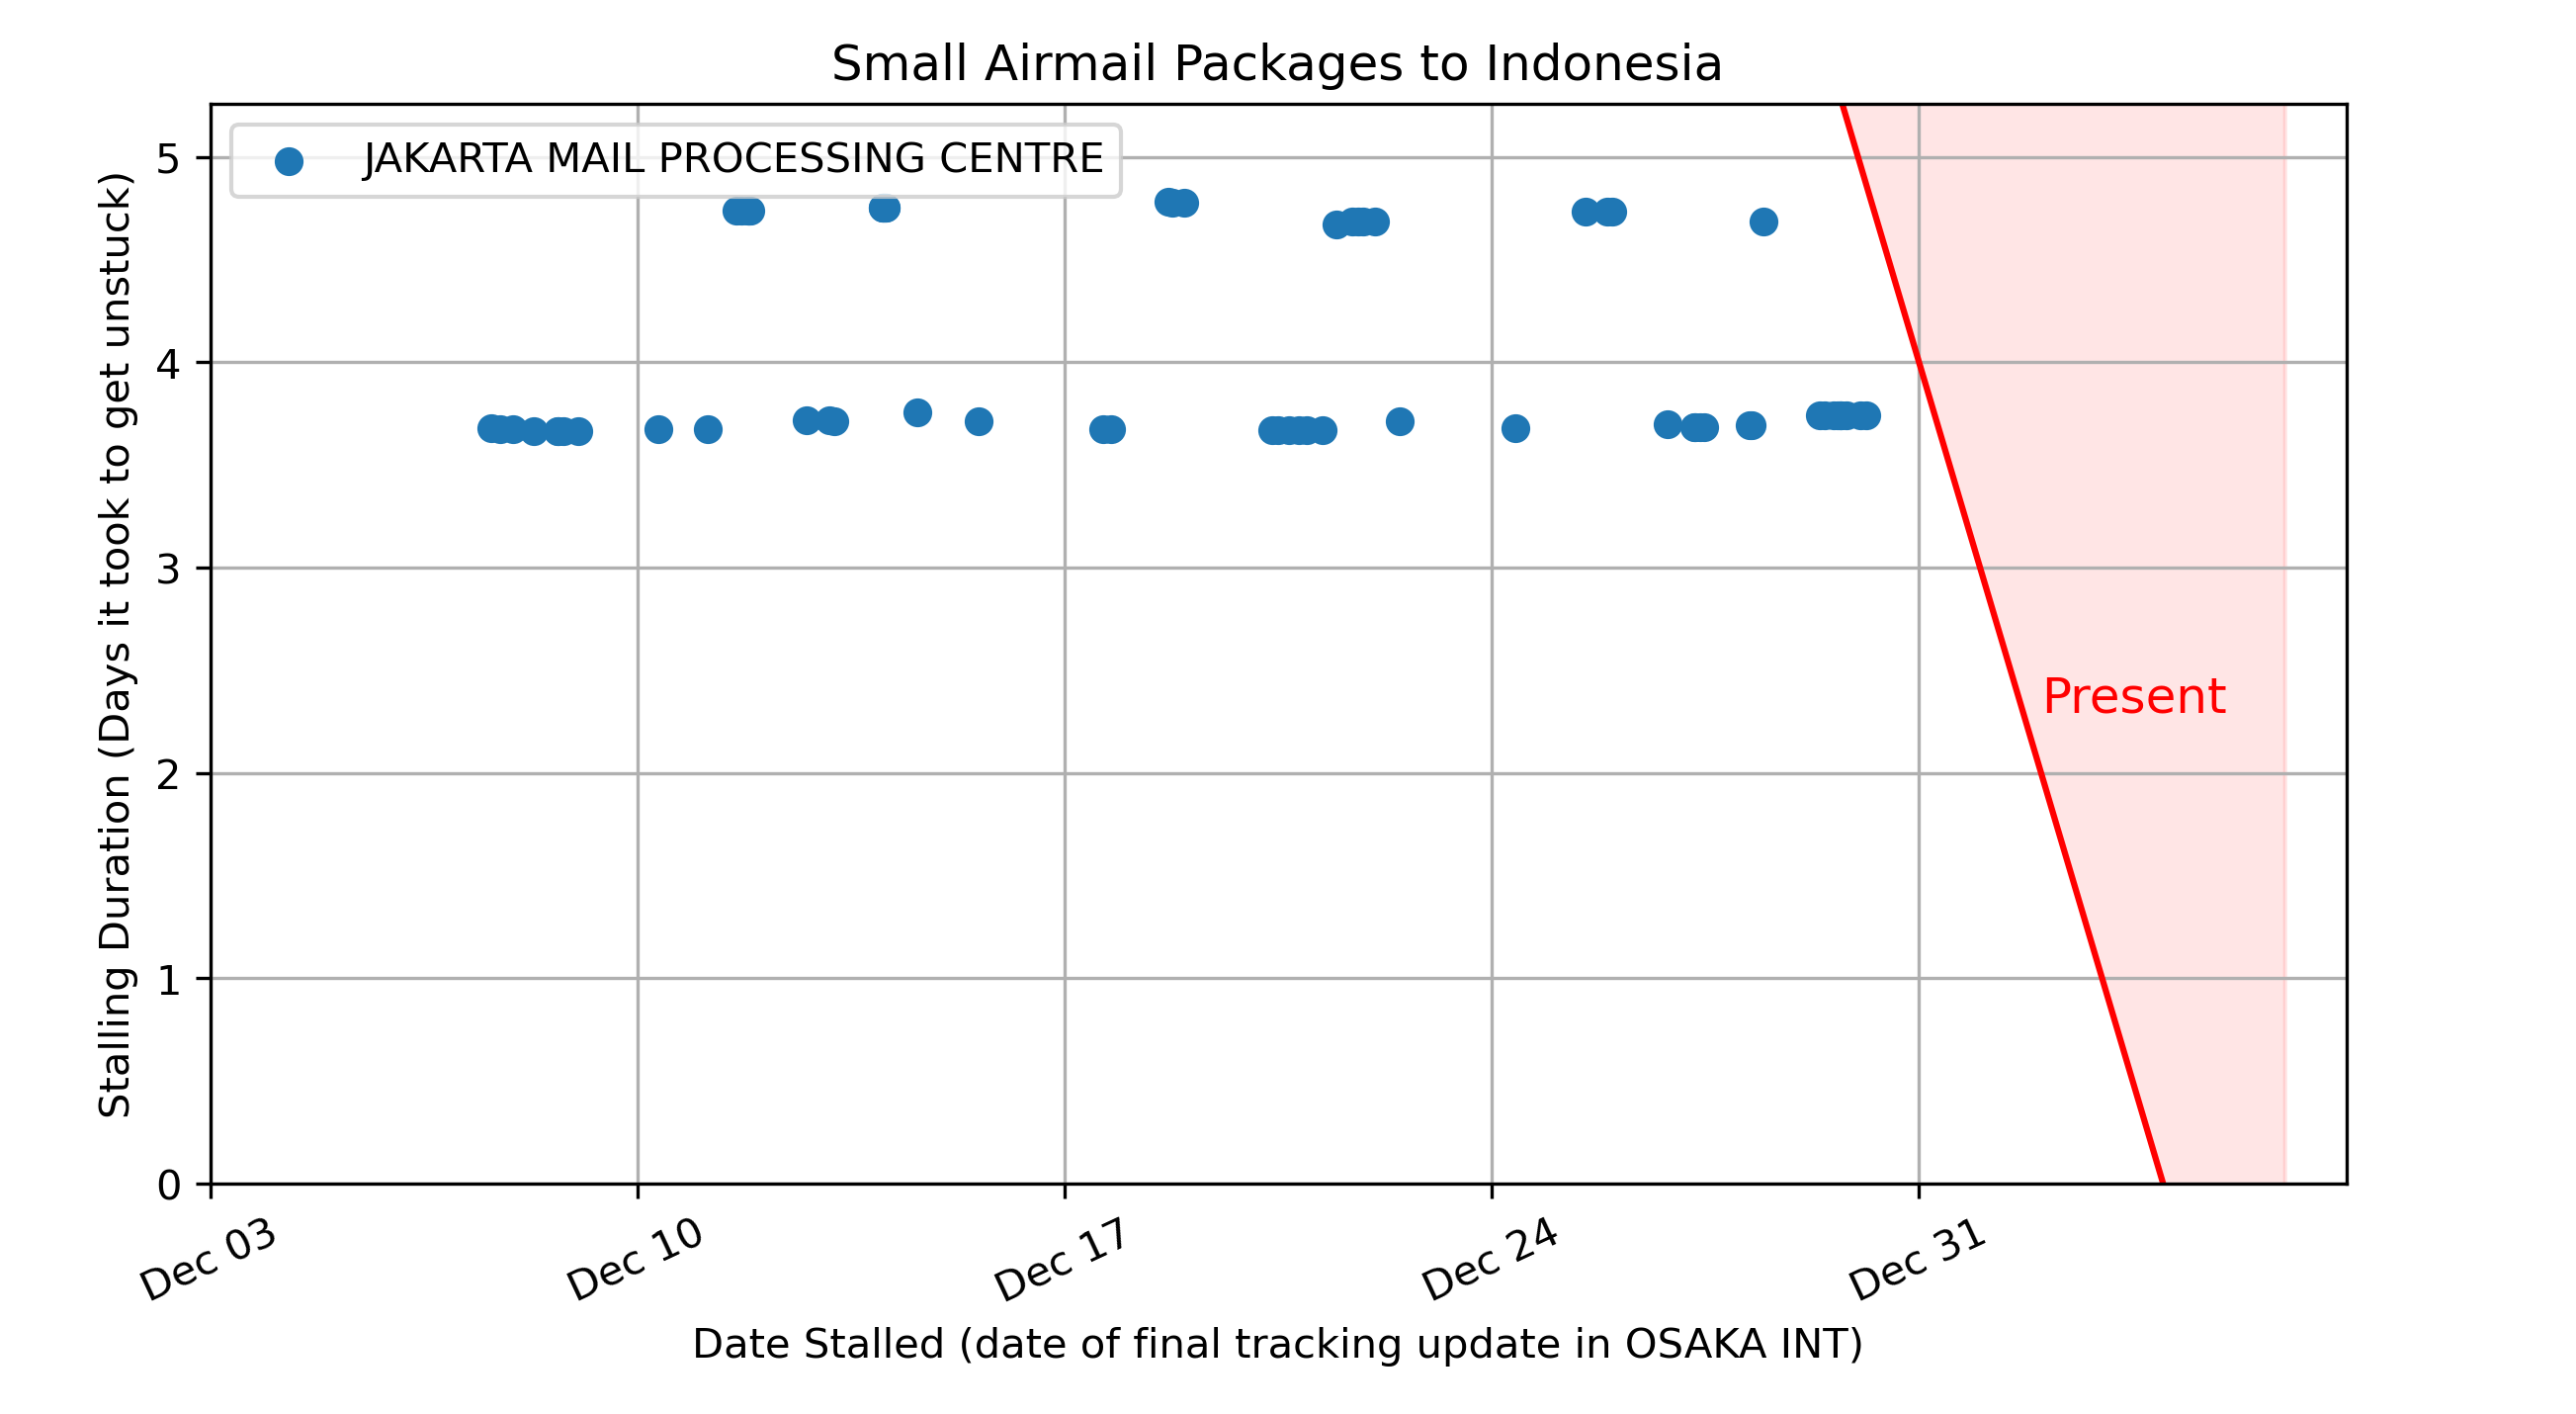 Small Airmail Packages to Indonesia
JAKARTA MAIL PROCESSING CENTRE
Stalling Duration (Days it took to get unstuck)
5
4
3
2
1
0
Present
Dec 03
Dec 10
Dec 17
Dec 24
Dec 31
Date Stalled (date of final tracking update in OSAKA INT)